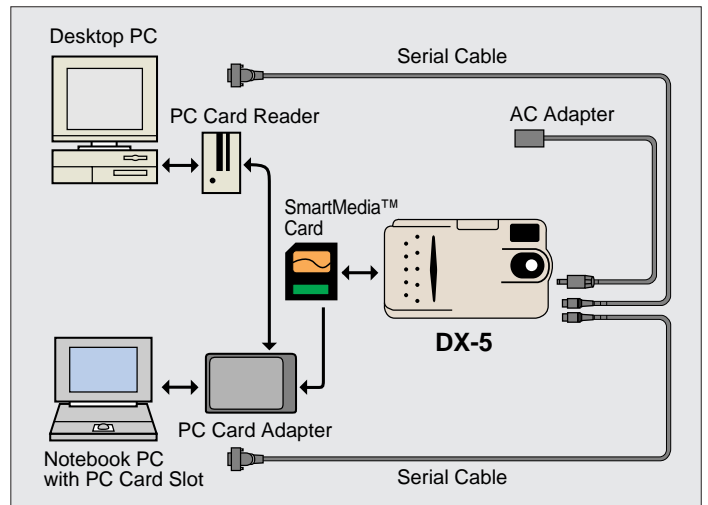 Desktop PC
Serial Cable
PC Card Reader
AC Adapter
SmartMedia™
Card
DX-5
PC Card Adapter
Notebook PC
with PC Card Slot
Serial Cable